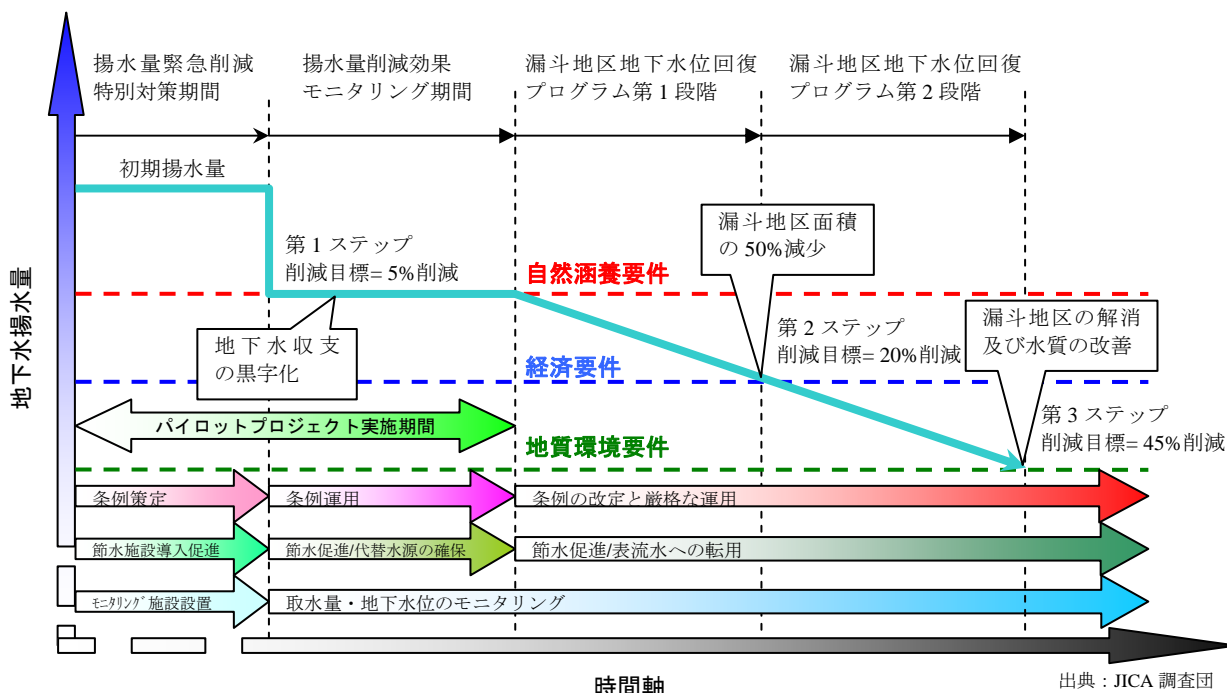 揚水量緊急削減
特別対策期間
揚水量削減効果
モニタリング期間
漏斗地区地下水位回復
プログラム第 1 段階
漏斗地区地下水位回復
プログラム第 2 段階
初期揚水量
第 1 ステップ
削減目標= 5%削減
自然涵養要件
漏斗地区面積
の 50%減少
地下水収支
の黒字化
第 2 ステップ
削減目標= 20%削減
漏斗地区の解消
及び水質の改善
経済要件
パイロットプロジェクト実施期間
地質環境要件
第 3 ステップ
削減目標= 45%削減
地下水揚水量
条例策定
条例運用
条例の改定と厳格な運用
節水施設導入促進
節水促進/代替水源の確保
節水促進/表流水への転用
ﾓﾆﾀﾘﾝｸﾞ施設設置
取水量・地下水位のモニタリング
時間軸
出典：JICA 調査団